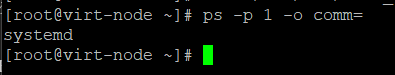 [root@virt-node ~]# ps -p 1 -o comm=
systemd
[root@virt-node ~]#